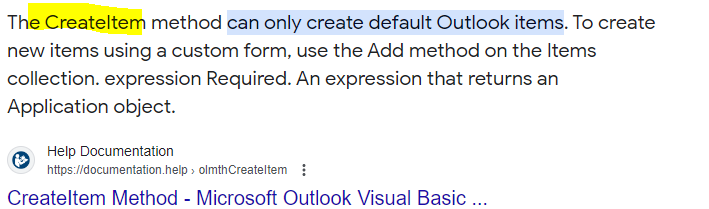 The CreateItem method can only create default Outlook items. To create
new items using a custom form, use the Add method on the Items
collection. expression Required. An expression that returns an
Application object.
Help Documentation
https://documentation.help › olmthCreateItem
CreateItem Method - Microsoft Outlook Visual Basic ...